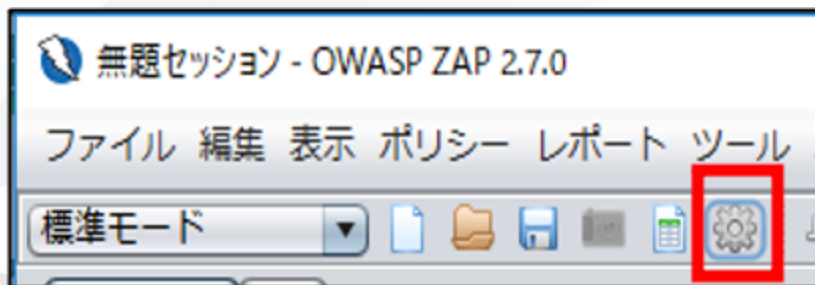 無題セッション - OWASP ZAP 2.7.0
ファイル 編集 表示 ポリシー レポート ツール
標準モード